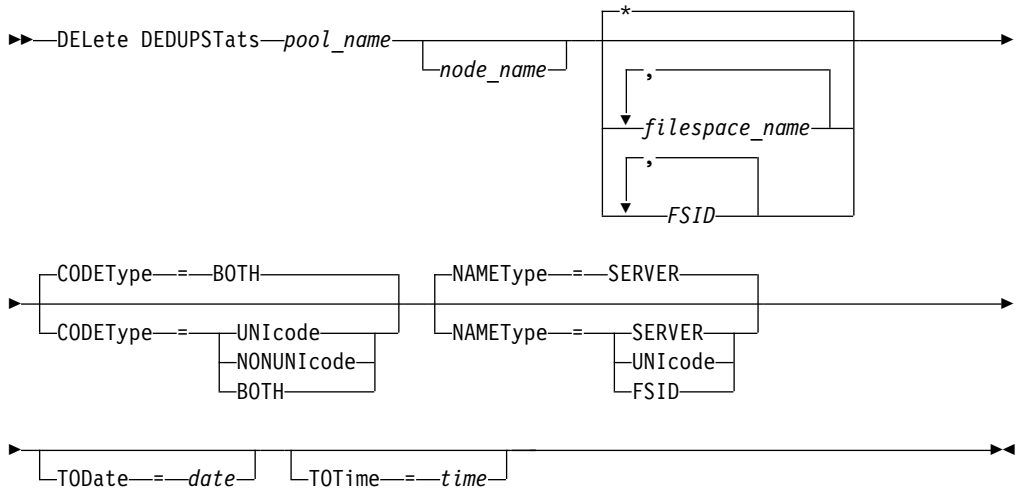 *
DELete DEDUPSTats pool_name
node_name
,
filespace_name
,
FSID
CODEType = BOTH NAMEType = SERVER
CODEType = UNIcode NAMEType = SERVER
NONUNIcode UNIcode
BOTH FSID
TODate = date TOTime = time